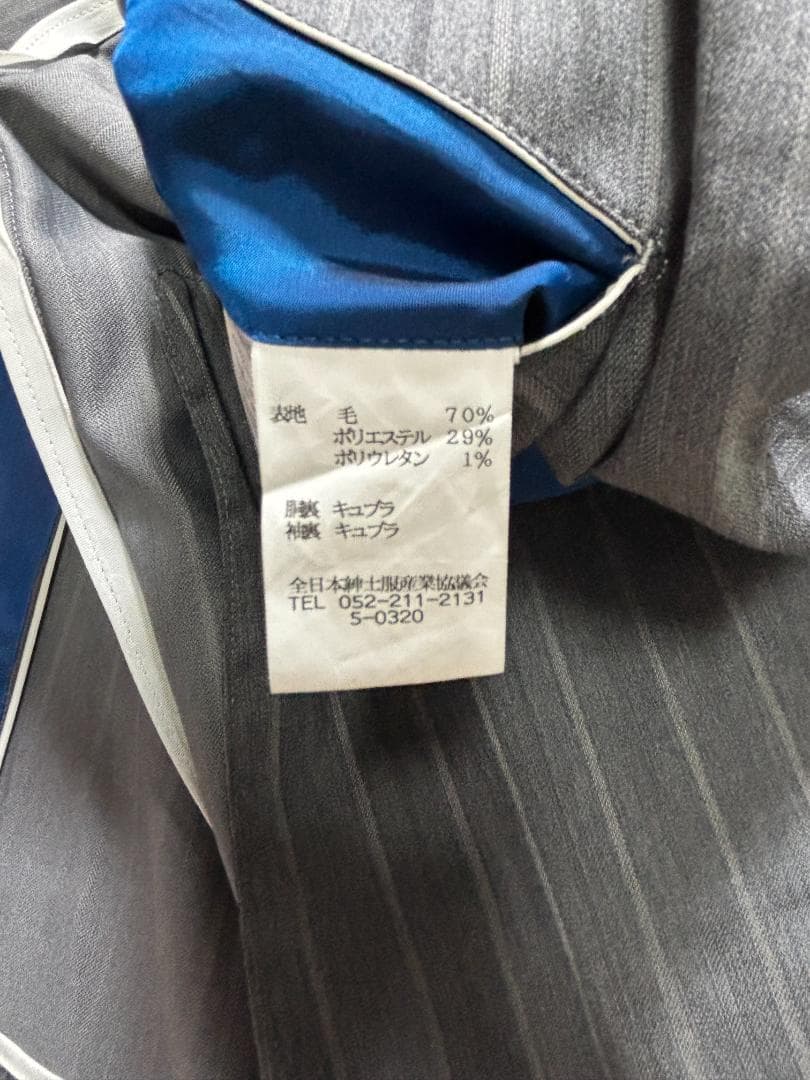 表地 毛 70%
ポリエステル 29%
ポリウレタン 1%
胴裏 キュプラ
袖裏 キュプラ
全日本紳士服産業協議会
TEL 052-211-2131
S-0320